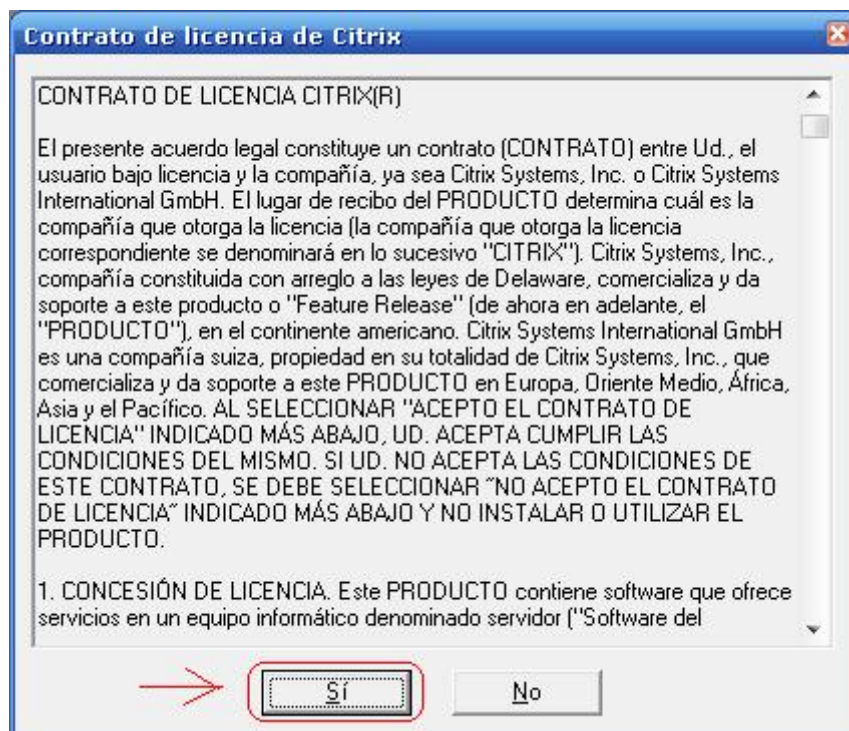 Contrato de licencia de Citrix
CONTRATO DE LICENCIA CITRIX(R)
El presente acuerdo legal constituye un contrato (CONTRATO) entre Ud., el
usuario bajo licencia y la compañía, ya sea Citrix Systems, Inc. o Citrix Systems
International GmbH. El lugar de recibo del PRODUCTO determina cuál es la
compañía que otorga la licencia (la compañía que otorga la licencia
correspondiente se denominará en lo sucesivo "CITRIX"). Citrix Systems, Inc.,
compañía constituida con arreglo a las leyes de Delaware, comercializa y da
soporte a este producto o "Feature Release" (de ahora en adelante, el
"PRODUCTO"), en el continente americano. Citrix Systems International GmbH
es una compañía suiza, propiedad en su totalidad de Citrix Systems, Inc., que
comercializa y da soporte a este PRODUCTO en Europa, Oriente Medio, África,
Asia y el Pacífico. AL SELECCIONAR "ACEPTO EL CONTRATO DE
LICENCIA" INDICADO MÁS ABAJO, UD. ACEPTA CUMPLIR LAS
CONDICIONES DEL MISMO. SI UD. NO ACEPTA LAS CONDICIONES DE
ESTE CONTRATO, SE DEBE SELECCIONAR ˝NO ACEPTO EL CONTRATO
DE LICENCIA˝ INDICADO MÁS ABAJO Y NO INSTALAR O UTILIZAR EL
PRODUCTO.
1. CONCESIÓN DE LICENCIA. Este PRODUCTO contiene software que ofrece
servicios en un equipo informático denominado servidor ("Software del
Sí
No